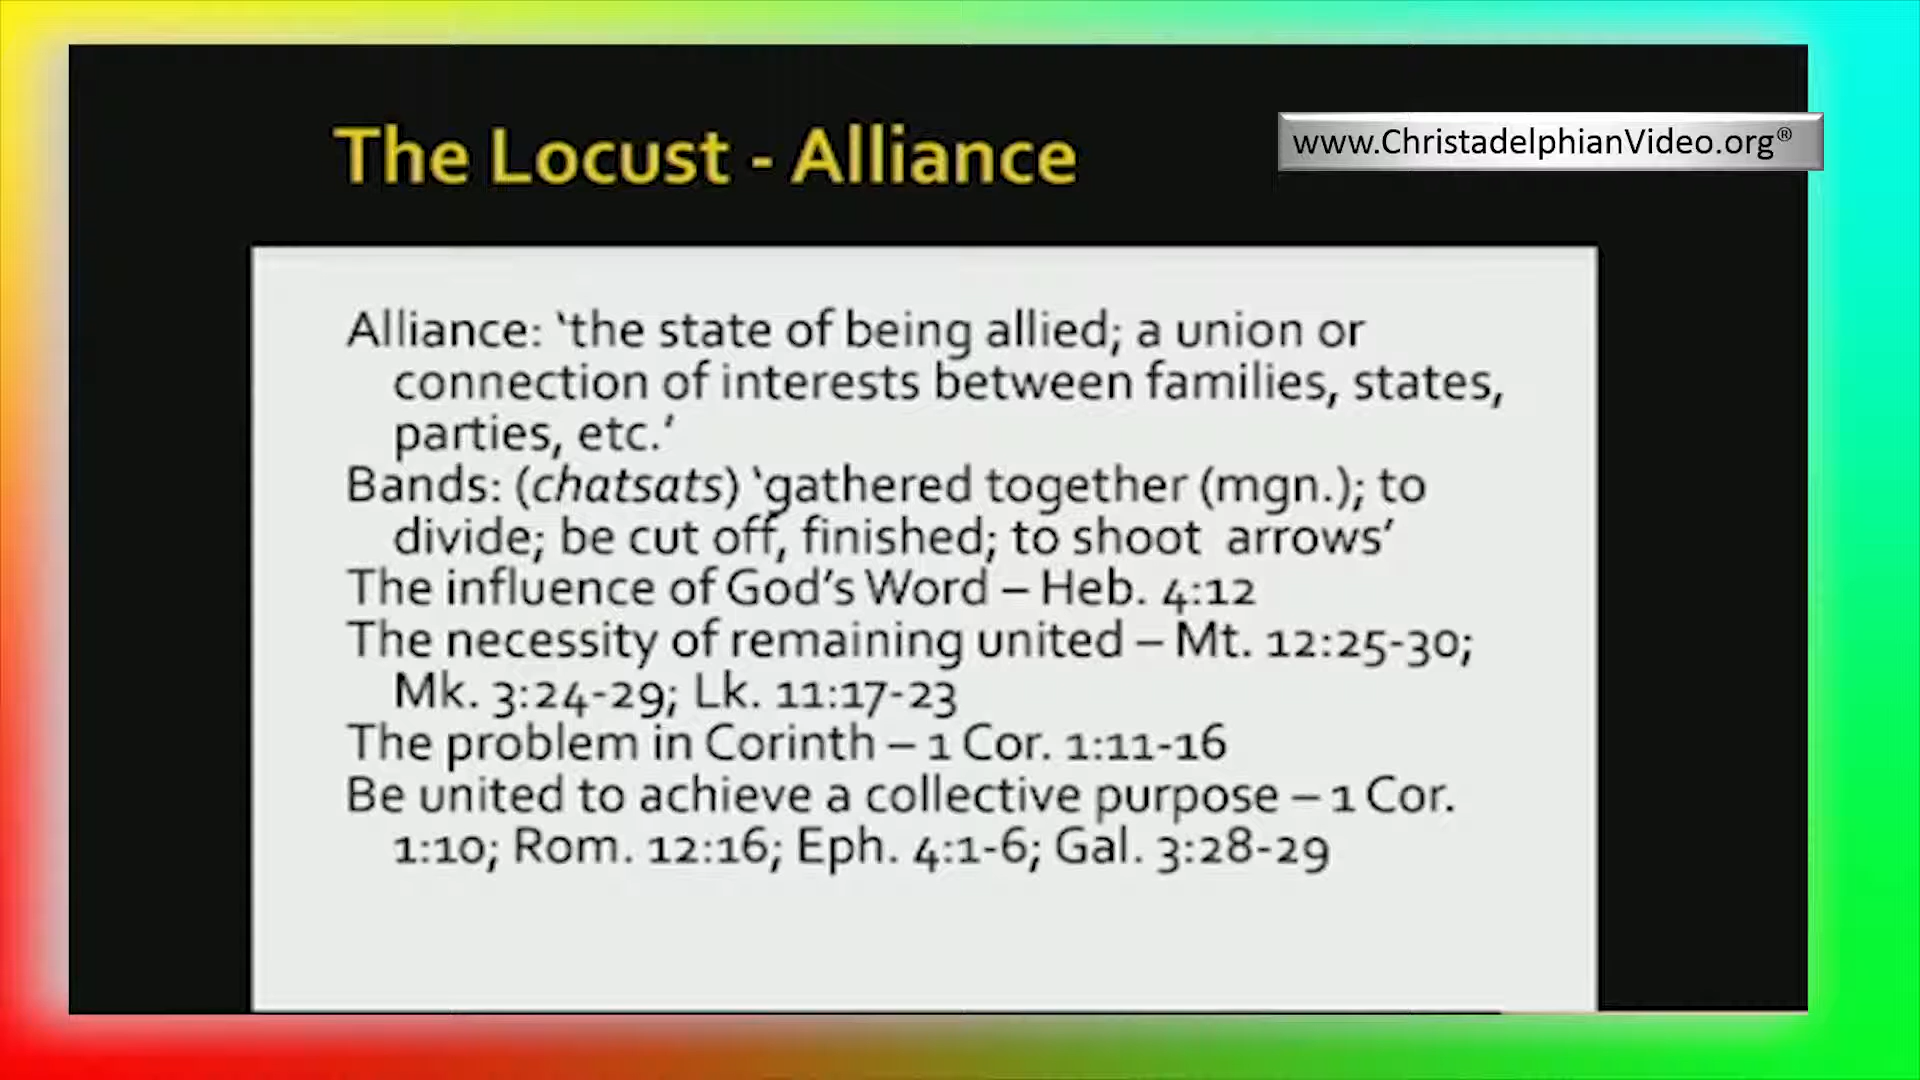 The Locust - Alliance
www.ChristadelphianVideo.org®
Alliance: ‘the state of being allied; a union or
connection of interests between families, states,
parties, etc.’
Bands: (chatsats) ‘gathered together (mgn.); to
divide; be cut off, finished; to shoot arrows’
The influence of God’s Word – Heb. 4:12
The necessity of remaining united – Mt. 12:25-30;
Mk. 3:24-29; Lk. 11:17-23
The problem in Corinth – 1 Cor. 1:11-16
Be united to achieve a collective purpose – 1 Cor.
1:10; Rom. 12:16; Eph. 4:1-6; Gal. 3:28-29